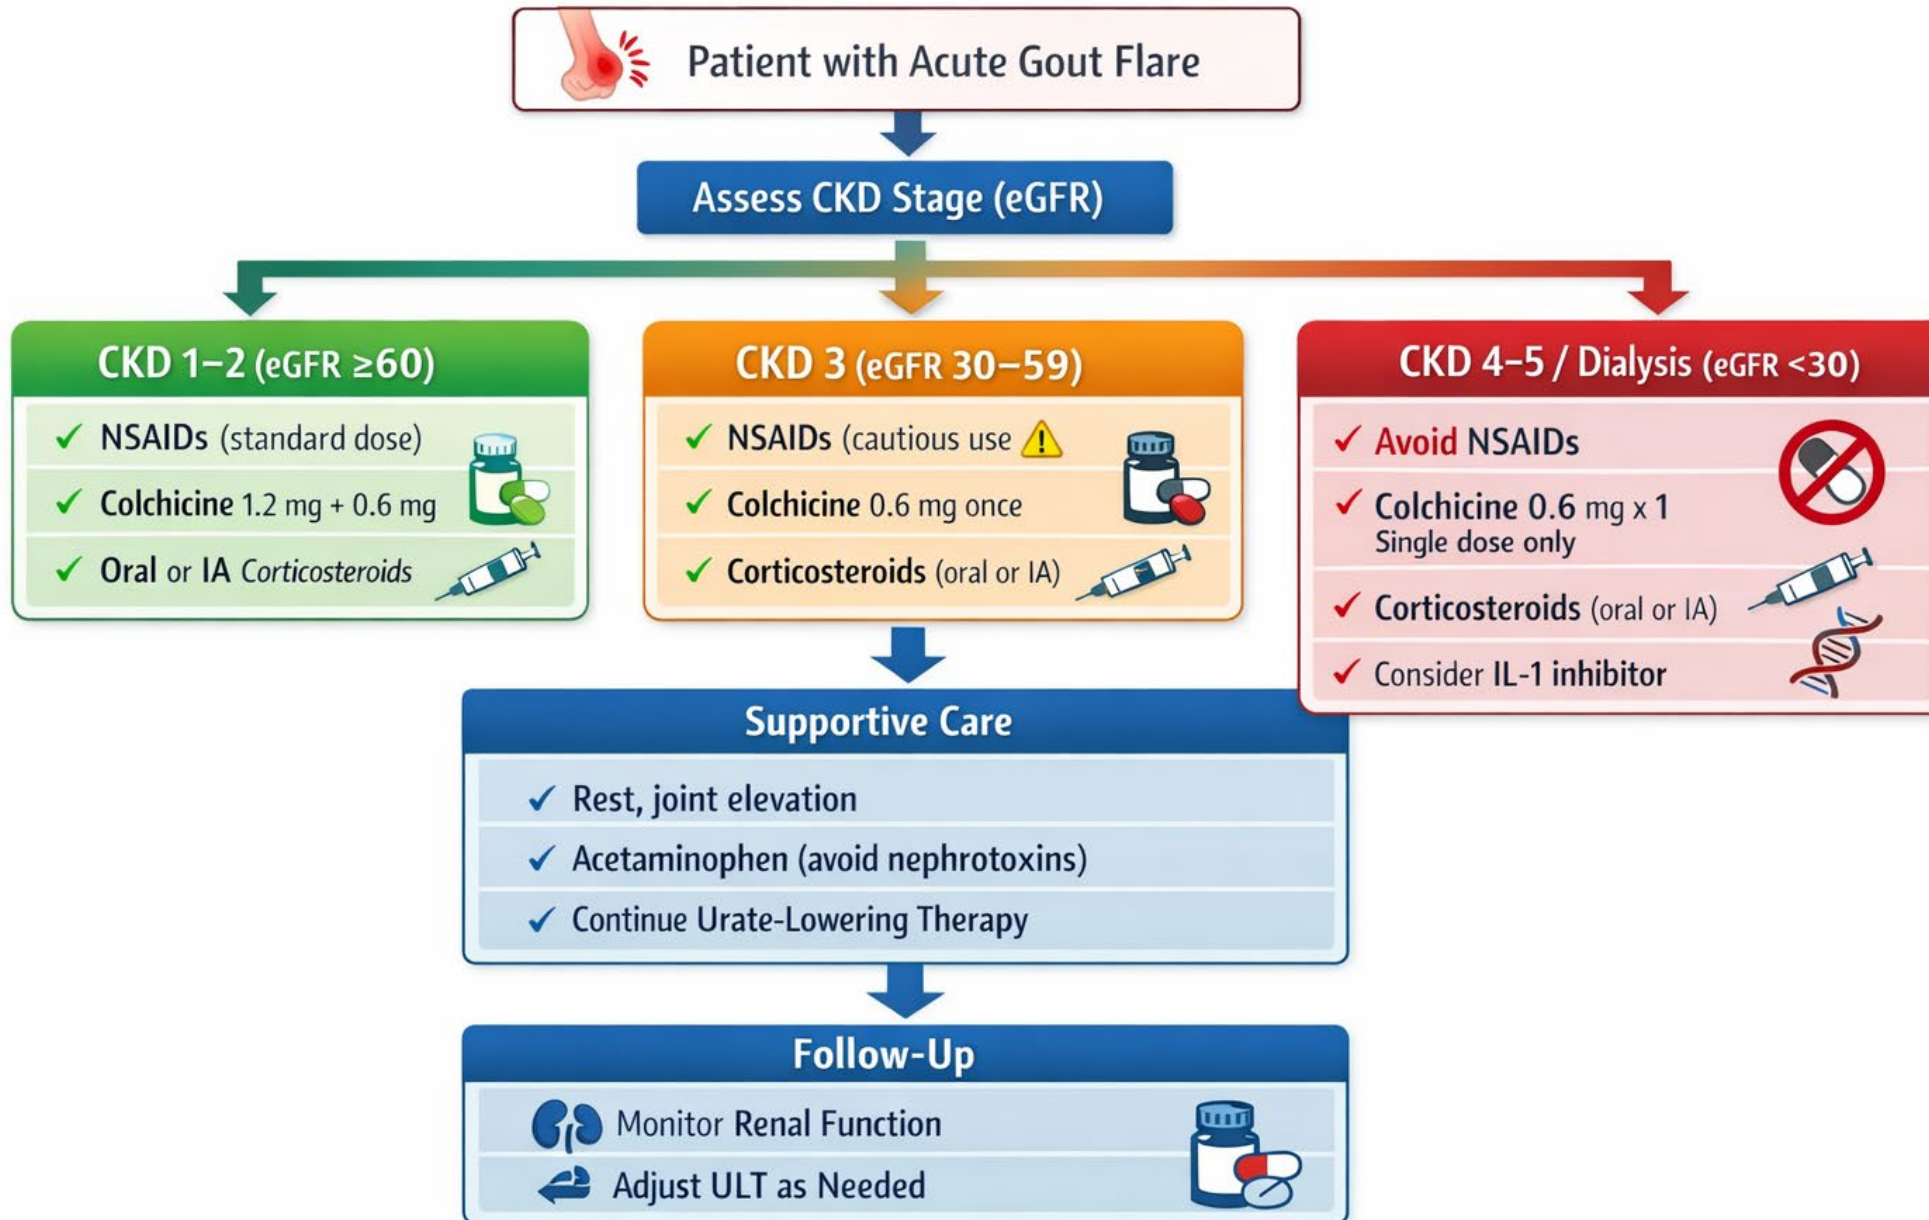 Patient with Acute Gout Flare
Assess CKD Stage (eGFR)
CKD 1–2 (eGFR ≥60)
✓ NSAIDs (standard dose)
✓ Colchicine 1.2 mg + 0.6 mg
✓ Oral or IA Corticosteroids
CKD 3 (eGFR 30–59)
✓ NSAIDs (cautious use ⚠
✓ Colchicine 0.6 mg once
✓ Corticosteroids (oral or IA)
CKD 4–5 / Dialysis (eGFR <30)
✓ Avoid NSAIDs
✓ Colchicine 0.6 mg x 1
Single dose only
✓ Corticosteroids (oral or IA)
✓ Consider IL-1 inhibitor
Supportive Care
✓ Rest, joint elevation
✓ Acetaminophen (avoid nephrotoxins)
✓ Continue Urate-Lowering Therapy
Follow-Up
Monitor Renal Function
Adjust ULT as Needed